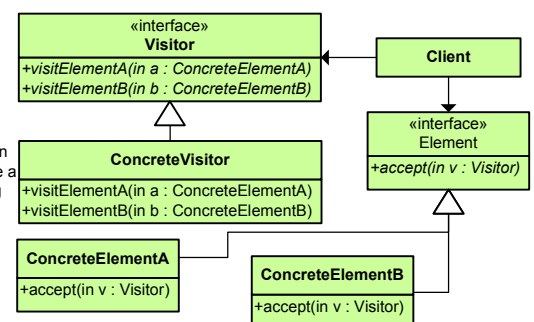 «interface»
Visitor
+visitElementA(in a : ConcreteElementA)
+visitElementB(in b : ConcreteElementB)
Client
«interface»
Element
+accept(in v : Visitor)
n
e a
ConcreteVisitor
+visitElementA(in a : ConcreteElementA)
+visitElementB(in b : ConcreteElementB)
ConcreteElementA
+accept(in v : Visitor)
ConcreteElementB
+accept(in v : Visitor)